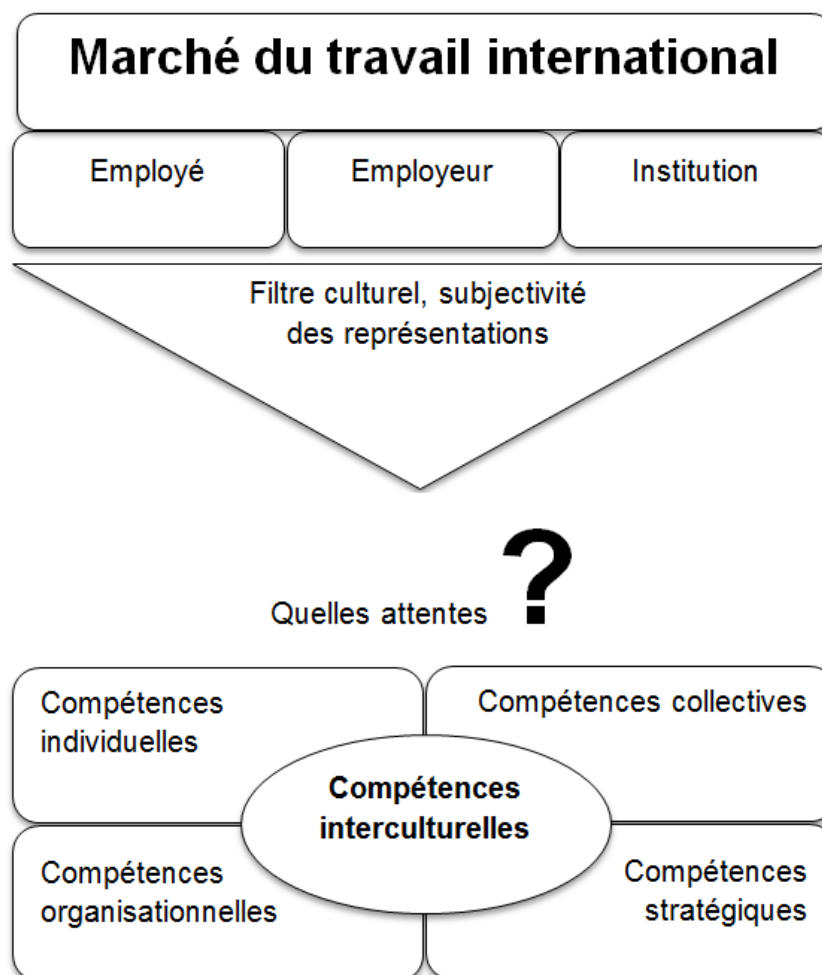 Marché du travail international
Employé
Employeur
Institution
Filtre culturel, subjectivité
des représentations
Quelles attentes ?
Compétences
individuelles
Compétences collectives
Compétences
interculturelles
Compétences
organisationnelles
Compétences
stratégiques